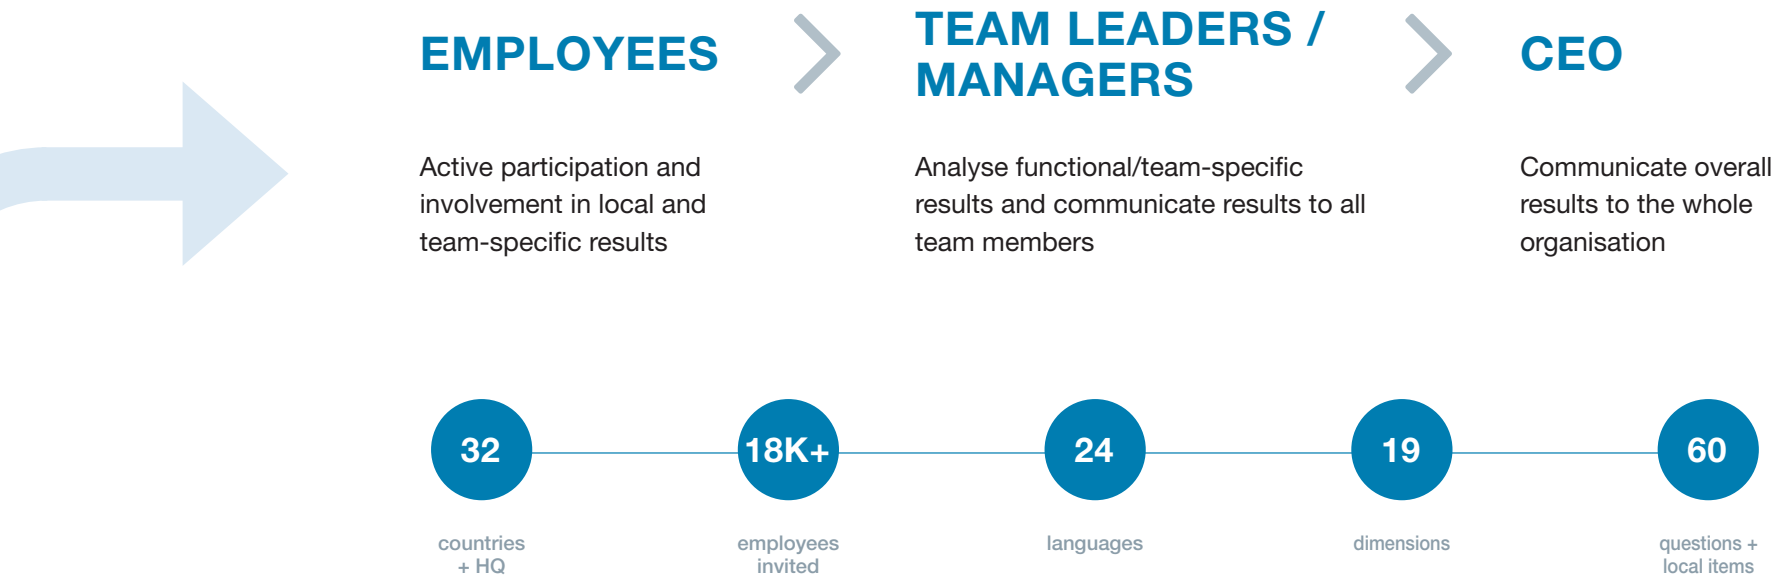 EMPLOYEES
TEAM LEADERS /
MANAGERS
CEO
Active participation and
involvement in local and
team-specific results
Analyse functional/team-specific
results and communicate results to all
team members
Communicate overall
results to the whole
organisation
32
countries
+ HQ
18K+
employees
invited
24
languages
19
dimensions
60
questions +
local items